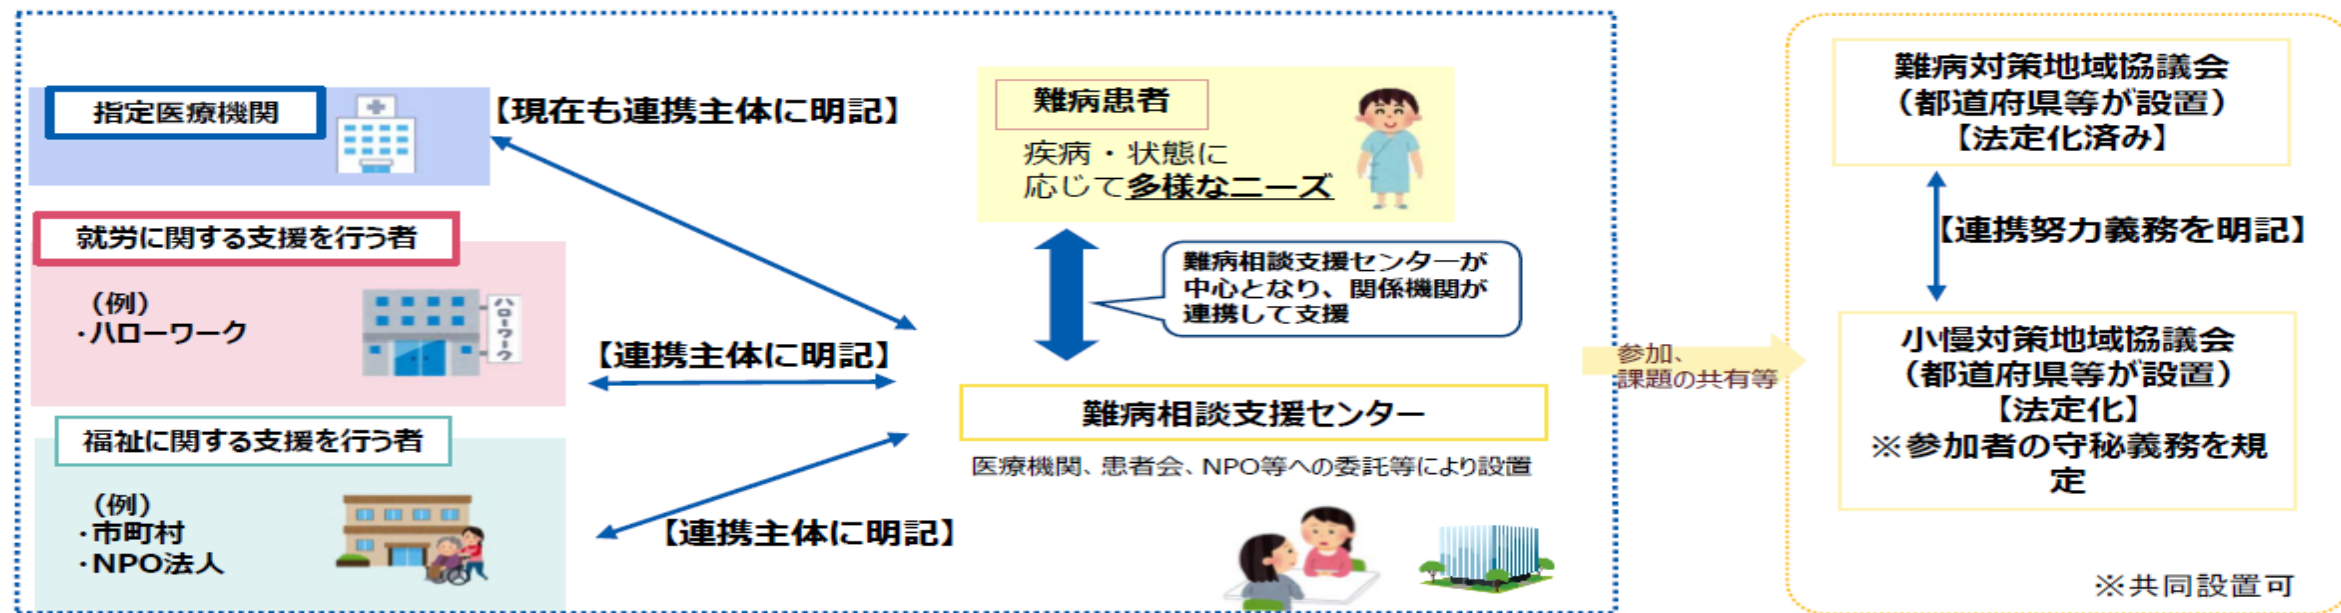 指定医療機関
【現在も連携主体に明記】
就労に関する支援を行う者
（例）
・ハローワーク
ハローワーク
【連携主体に明記】
福祉に関する支援を行う者
（例）
・市町村
・NPO法人
【連携主体に明記】
難病患者
疾病・状態に
応じて多様なニーズ
難病相談支援センターが
中心となり、関係機関が
連携して支援
難病相談支援センター
医療機関、患者会、NPO等への委託等により設置
参加、
課題の共有等
難病対策地域協議会
（都道府県等が設置）
【法定化済み】
【連携努力義務を明記】
小慢対策地域協議会
（都道府県等が設置）
【法定化】
※参加者の守秘義務を規
定
※共同設置可